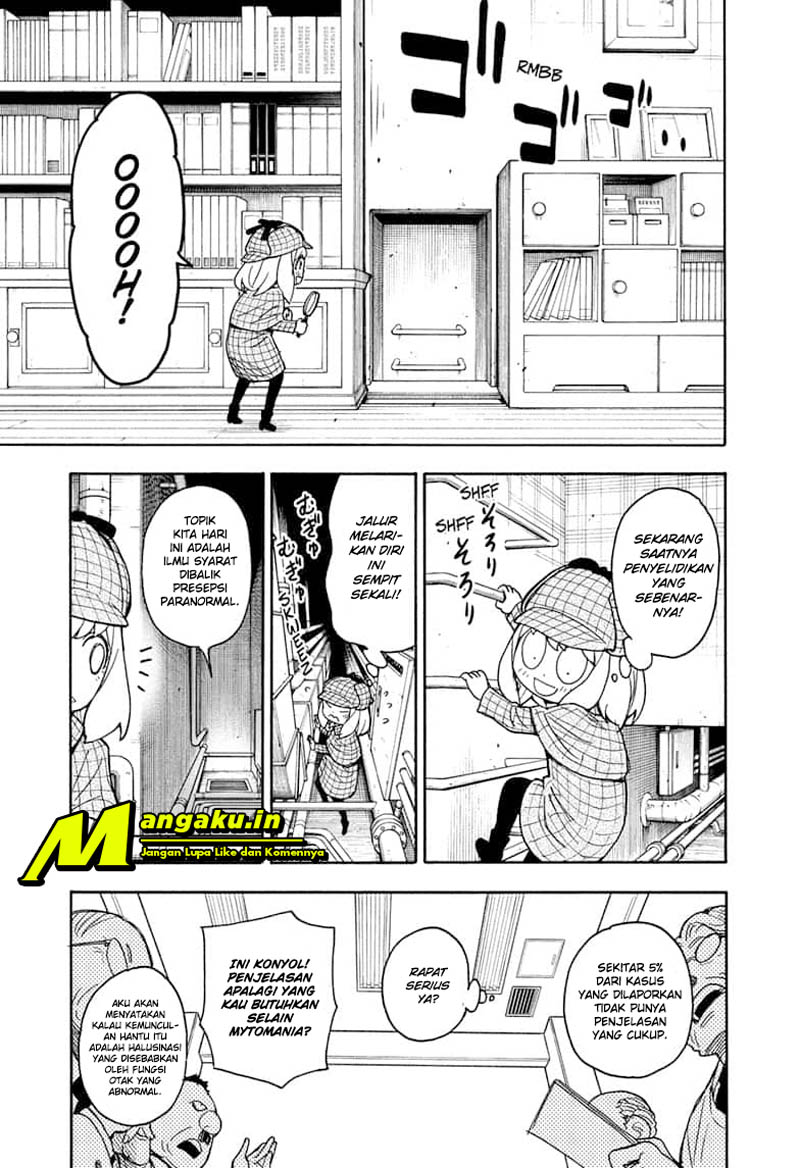 ゴ
ゴ
ゴ
RMBB
OOOOH!
SEKARANG
SAATNYA
PENYELIDIKAN
YANG
SEBENAR-
NYA!
SHFF
SHFF
そろり
そろり
JALUR
MELARI-
KAN DIRI
INI
SEMPIT
SEKALI!
むぎゅ
むぎゅ
SKWEEZ
TOPIK
KITA HARI
INI ADALAH
ILMU SYARAT
DIBALIK
PRESEPSI
PARANORMAL.
Mangaku.in
Jangan Lupa Like dan Komennya
SEKITAR 5%
DARI KASUS
YANG DILAPORKAN
TIDAK PUNYA
PENJELASAN
YANG CUKUP.
RAPAT
SERIUS
YA?
INI KONYOL!
PENJELASAN
APALAGI YANG
KAU BUTUHKAN
SELAIN
MYTOMANIA?
AKU AKAN
MENYATAKAN
KALAU KEMUNCUL-
AN HANTU ITU
ADALAH HALUSINASI
YANG DISEBABKAN
OLEH FUNGSI
OTAK YANG
ABNORMAL.